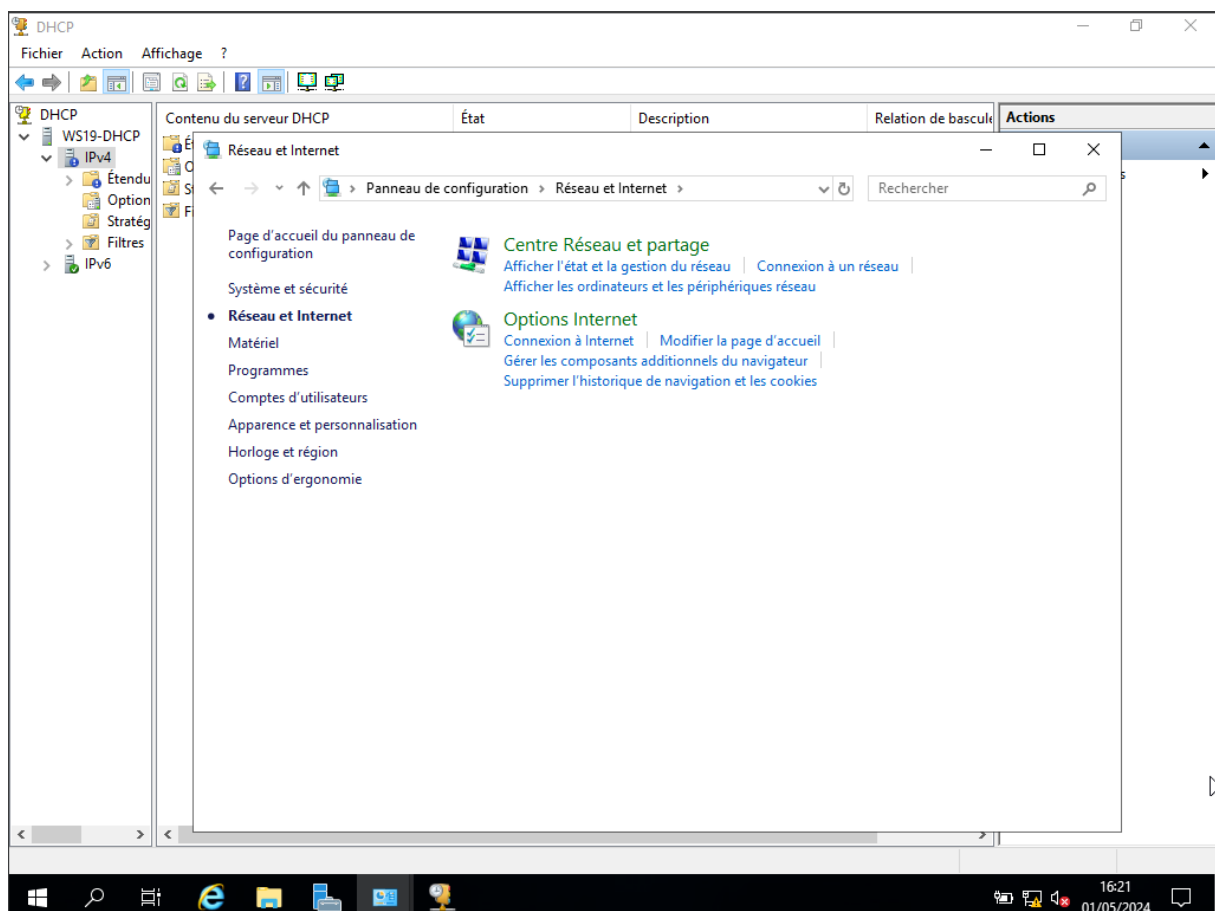 DHCP
Fichier Action Affichage ?
DHCP
WS19-DHCP
IPv4
Étendu
Option
Stratég
Filtres
IPv6
Contenu du serveur DHCP État Description Relation de bascule
Actions
Réseau et Internet
Panneau de configuration > Réseau et Internet >
Rechercher
Page d'accueil du panneau de
configuration
Système et sécurité
Réseau et Internet
Matériel
Programmes
Comptes d'utilisateurs
Apparence et personnalisation
Horloge et région
Options d'ergonomie
Centre Réseau et partage
Afficher l'état et la gestion du réseau Connexion à un réseau
Afficher les ordinateurs et les périphériques réseau
Options Internet
Connexion à Internet Modifier la page d'accueil
Gérer les composants additionnels du navigateur
Supprimer l'historique de navigation et les cookies
16:21
01/05/2024